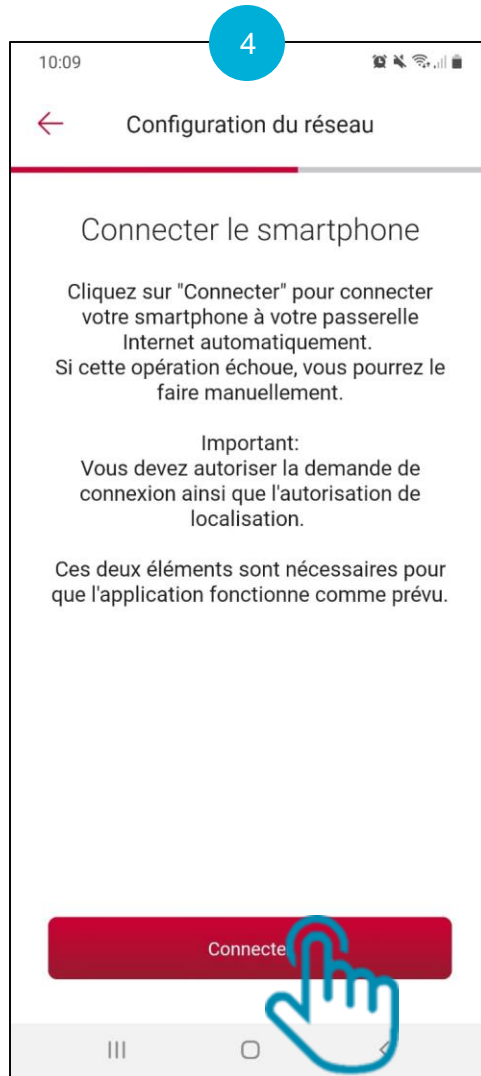 4
10:09
Configuration du réseau
Connecter le smartphone
Cliquez sur "Connecter" pour connecter
votre smartphone à votre passerelle
Internet automatiquement.
Si cette opération échoue, vous pourrez le
faire manuellement.
Important:
Vous devez autoriser la demande de
connexion ainsi que l'autorisation de
localisation.
Ces deux éléments sont nécessaires pour
que l'application fonctionne comme prévu.
Connecte